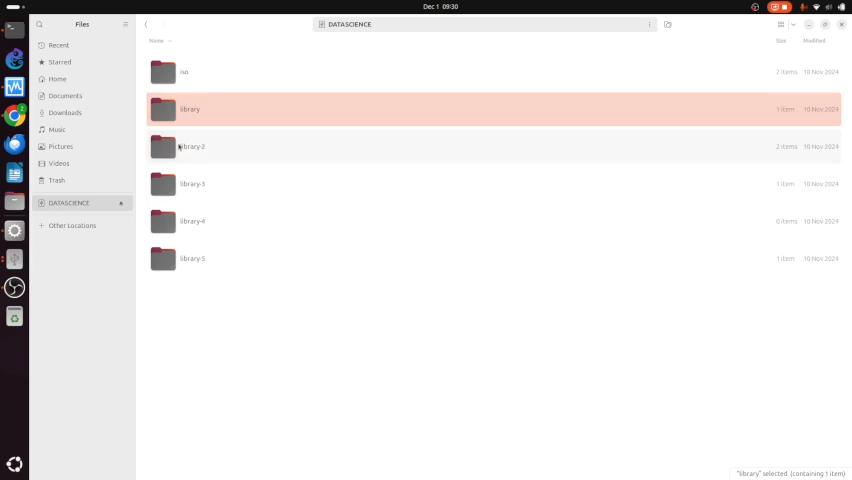 Dec 1 09:30
Files
DATASCIENCE
Recent
Starred
Home
Documents
Downloads
Music
Pictures
Videos
Trash
DATASCIENCE
Other Locations
Name
Size
Modified
iso
2 items
10 Nov 2024
library
1 item
10 Nov 2024
library-2
2 items
10 Nov 2024
library-3
1 item
10 Nov 2024
library-4
0 items
10 Nov 2024
library-5
1 item
10 Nov 2024
2
"library" selected (containing 1 item)